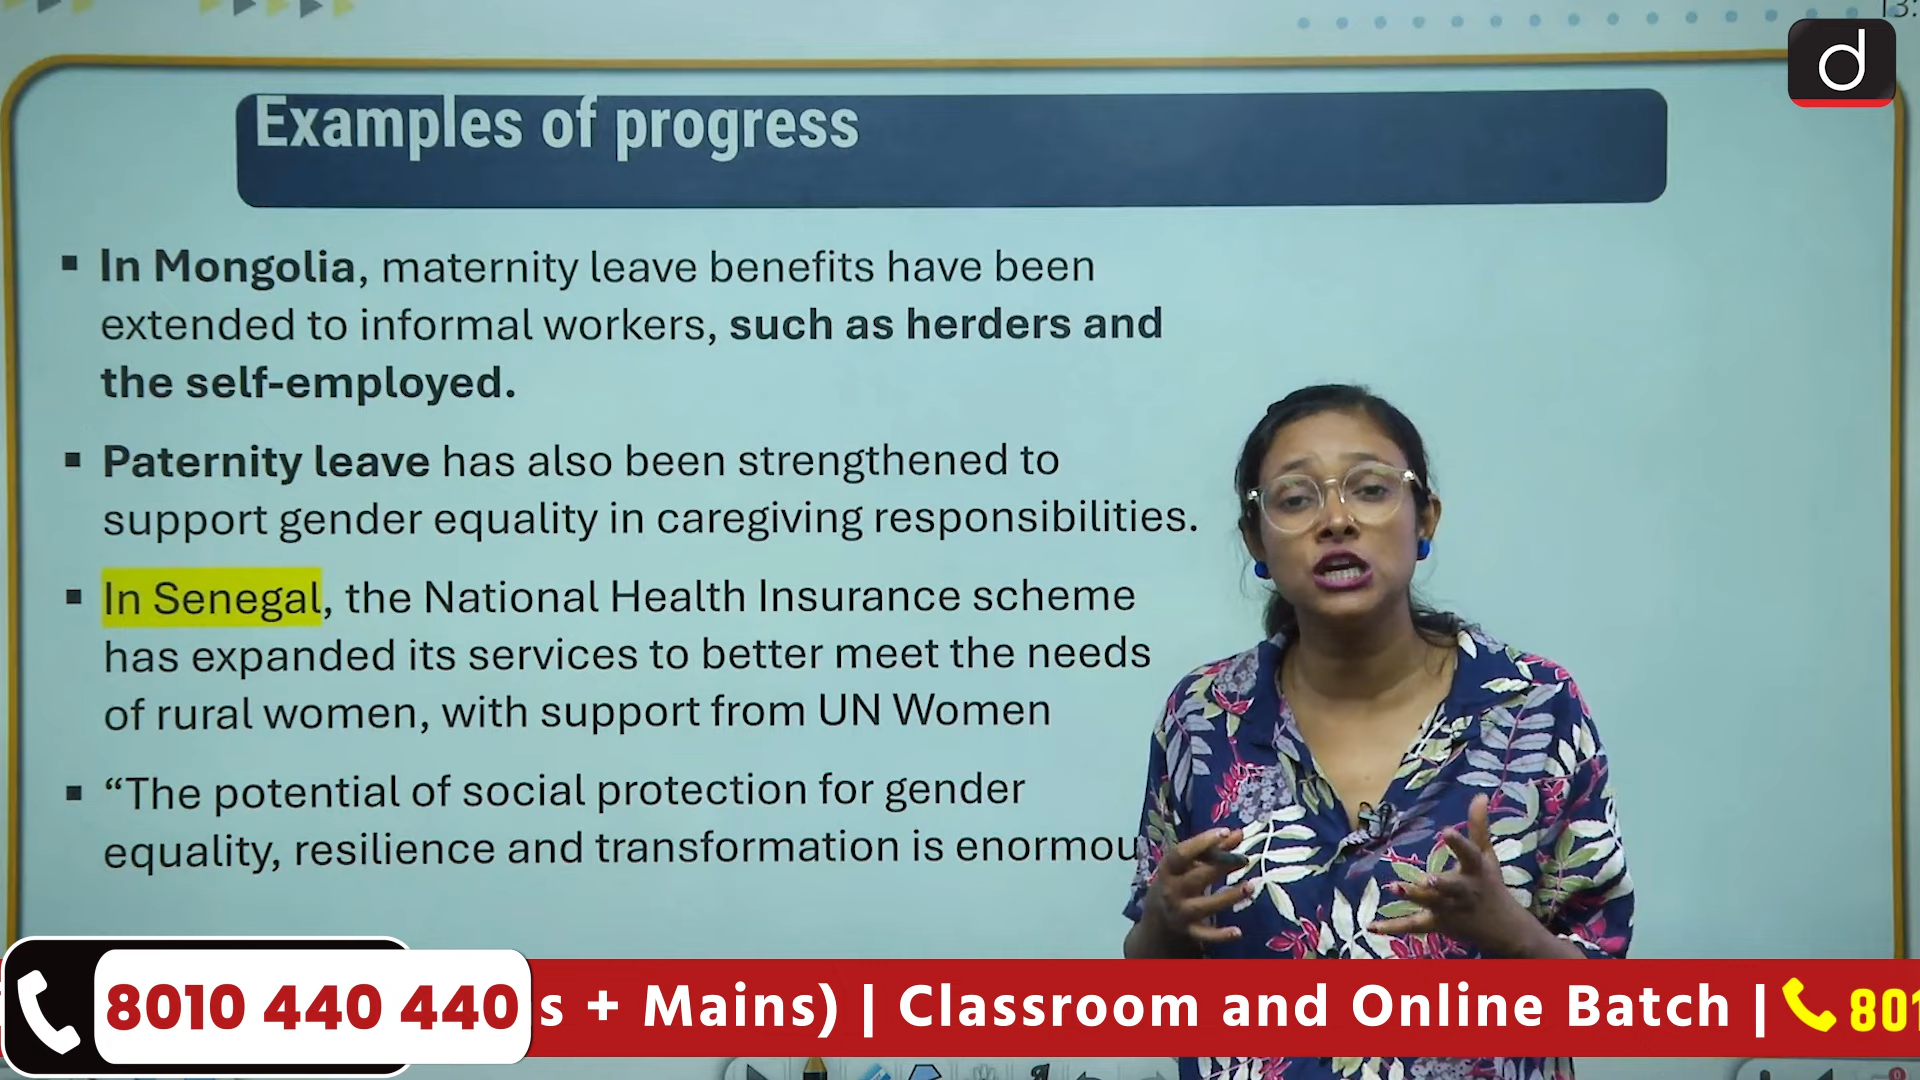 13:
d
Examples of progress
▪ In Mongolia, maternity leave benefits have been
extended to informal workers, such as herders and
the self-employed.
▪ Paternity leave has also been strengthened to
support gender equality in caregiving responsibilities.
▪ In Senegal, the National Health Insurance scheme
has expanded its services to better meet the needs
of rural women, with support from UN Women
▪ “The potential of social protection for gender
equality, resilience and transformation is enormou
8010 440 440 s + Mains) | Classroom and Online Batch | 801